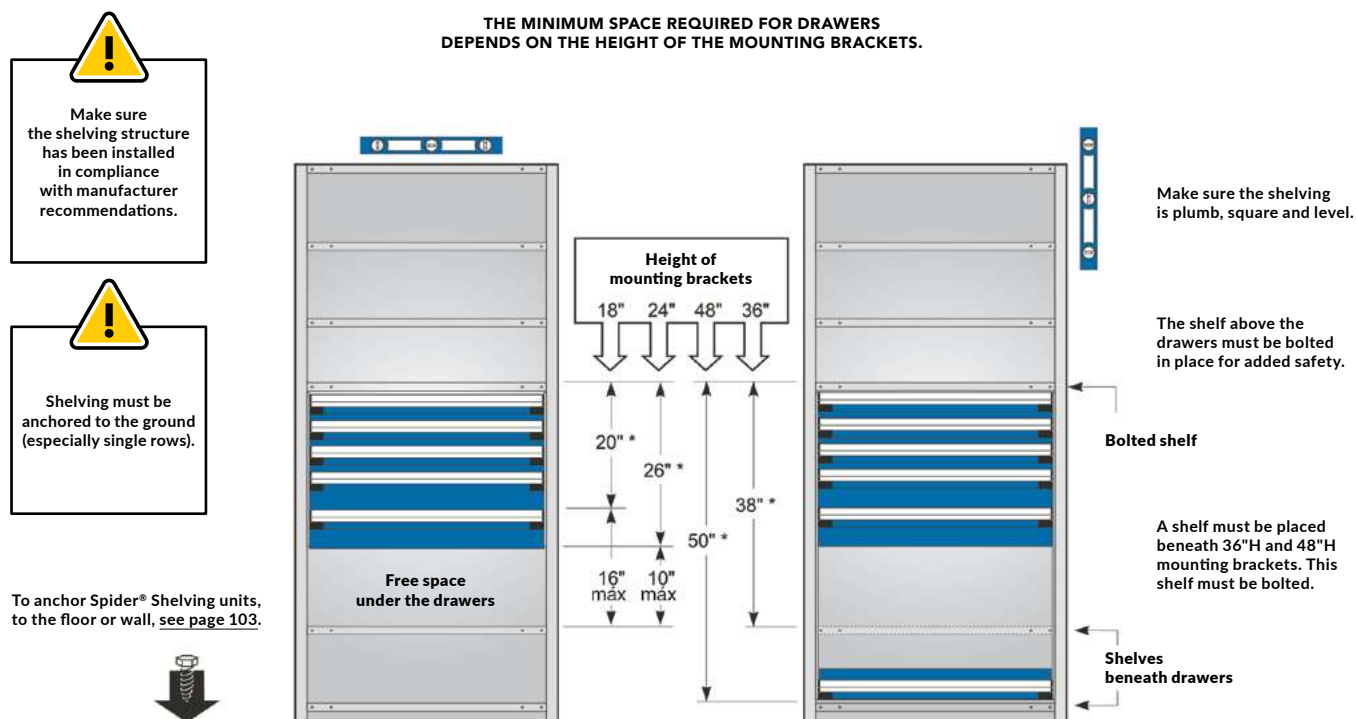 THE MINIMUM SPACE REQUIRED FOR DRAWERS
DEPENDS ON THE HEIGHT OF THE MOUNTING BRACKETS.
Make sure
the shelving structure
has been installed
in compliance
with manufacturer
recommendations.
Shelving must be
anchored to the ground
(especially single rows).
To anchor Spider® Shelving units,
to the floor or wall, see page 103.
Free space
under the drawers
Height of
mounting brackets
18" 24" 48" 36"
20" *
26" *
38" *
50" *
16"
máx
10"
máx
Make sure the shelving
is plumb, square and level.
The shelf above the
drawers must be bolted
in place for added safety.
Bolted shelf
A shelf must be placed
beneath 36"H and 48"H
mounting brackets. This
shelf must be bolted.
Shelves
beneath drawers